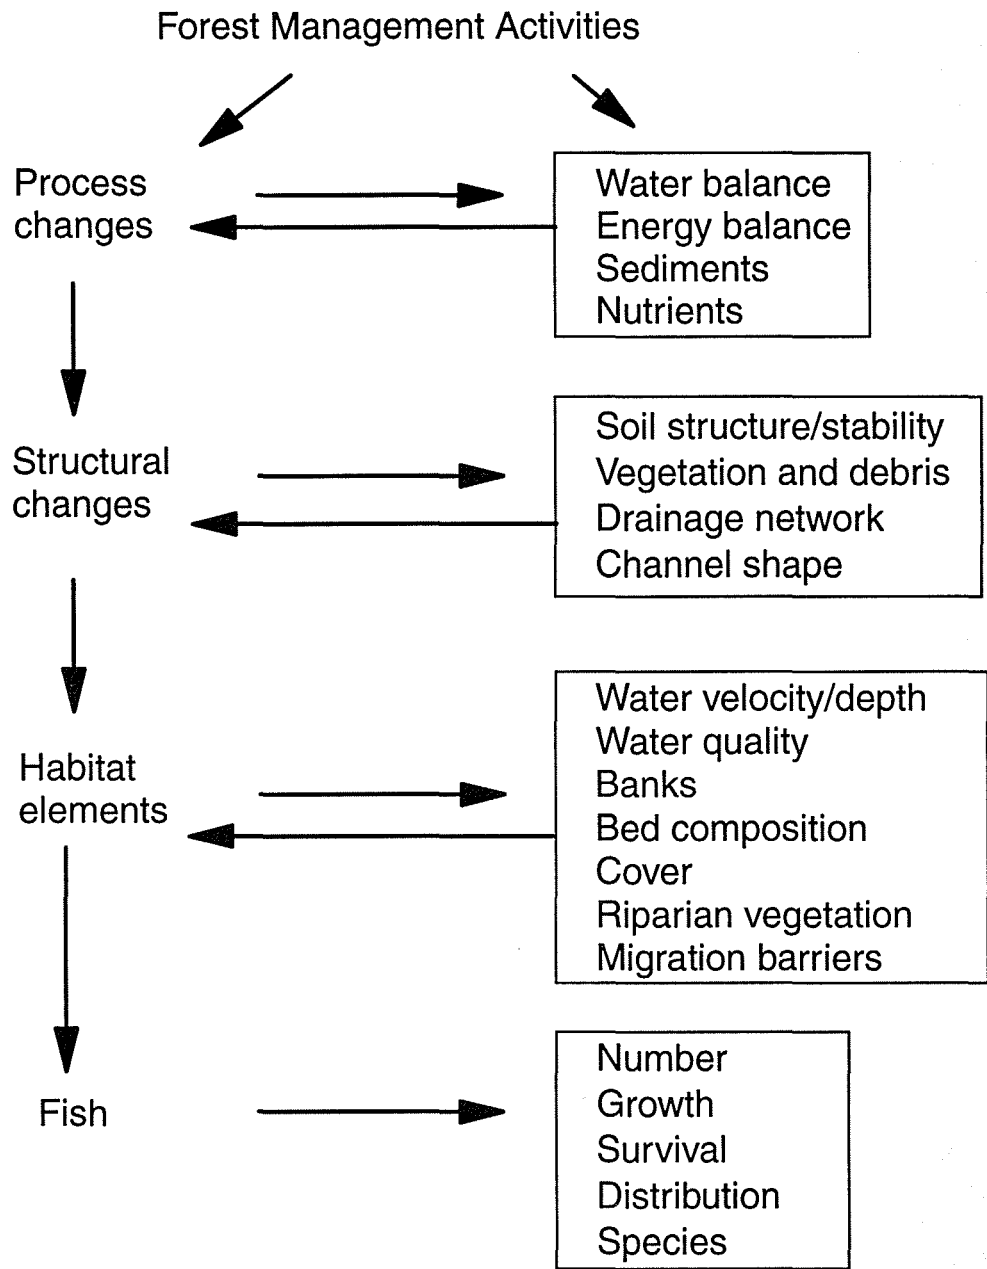 Forest Management Activities
Process
changes
Water balance
Energy balance
Sediments
Nutrients
Structural
changes
Soil structure/stability
Vegetation and debris
Drainage network
Channel shape
Habitat
elements
Water velocity/depth
Water quality
Banks
Bed composition
Cover
Riparian vegetation
Migration barriers
Fish
Number
Growth
Survival
Distribution
Species